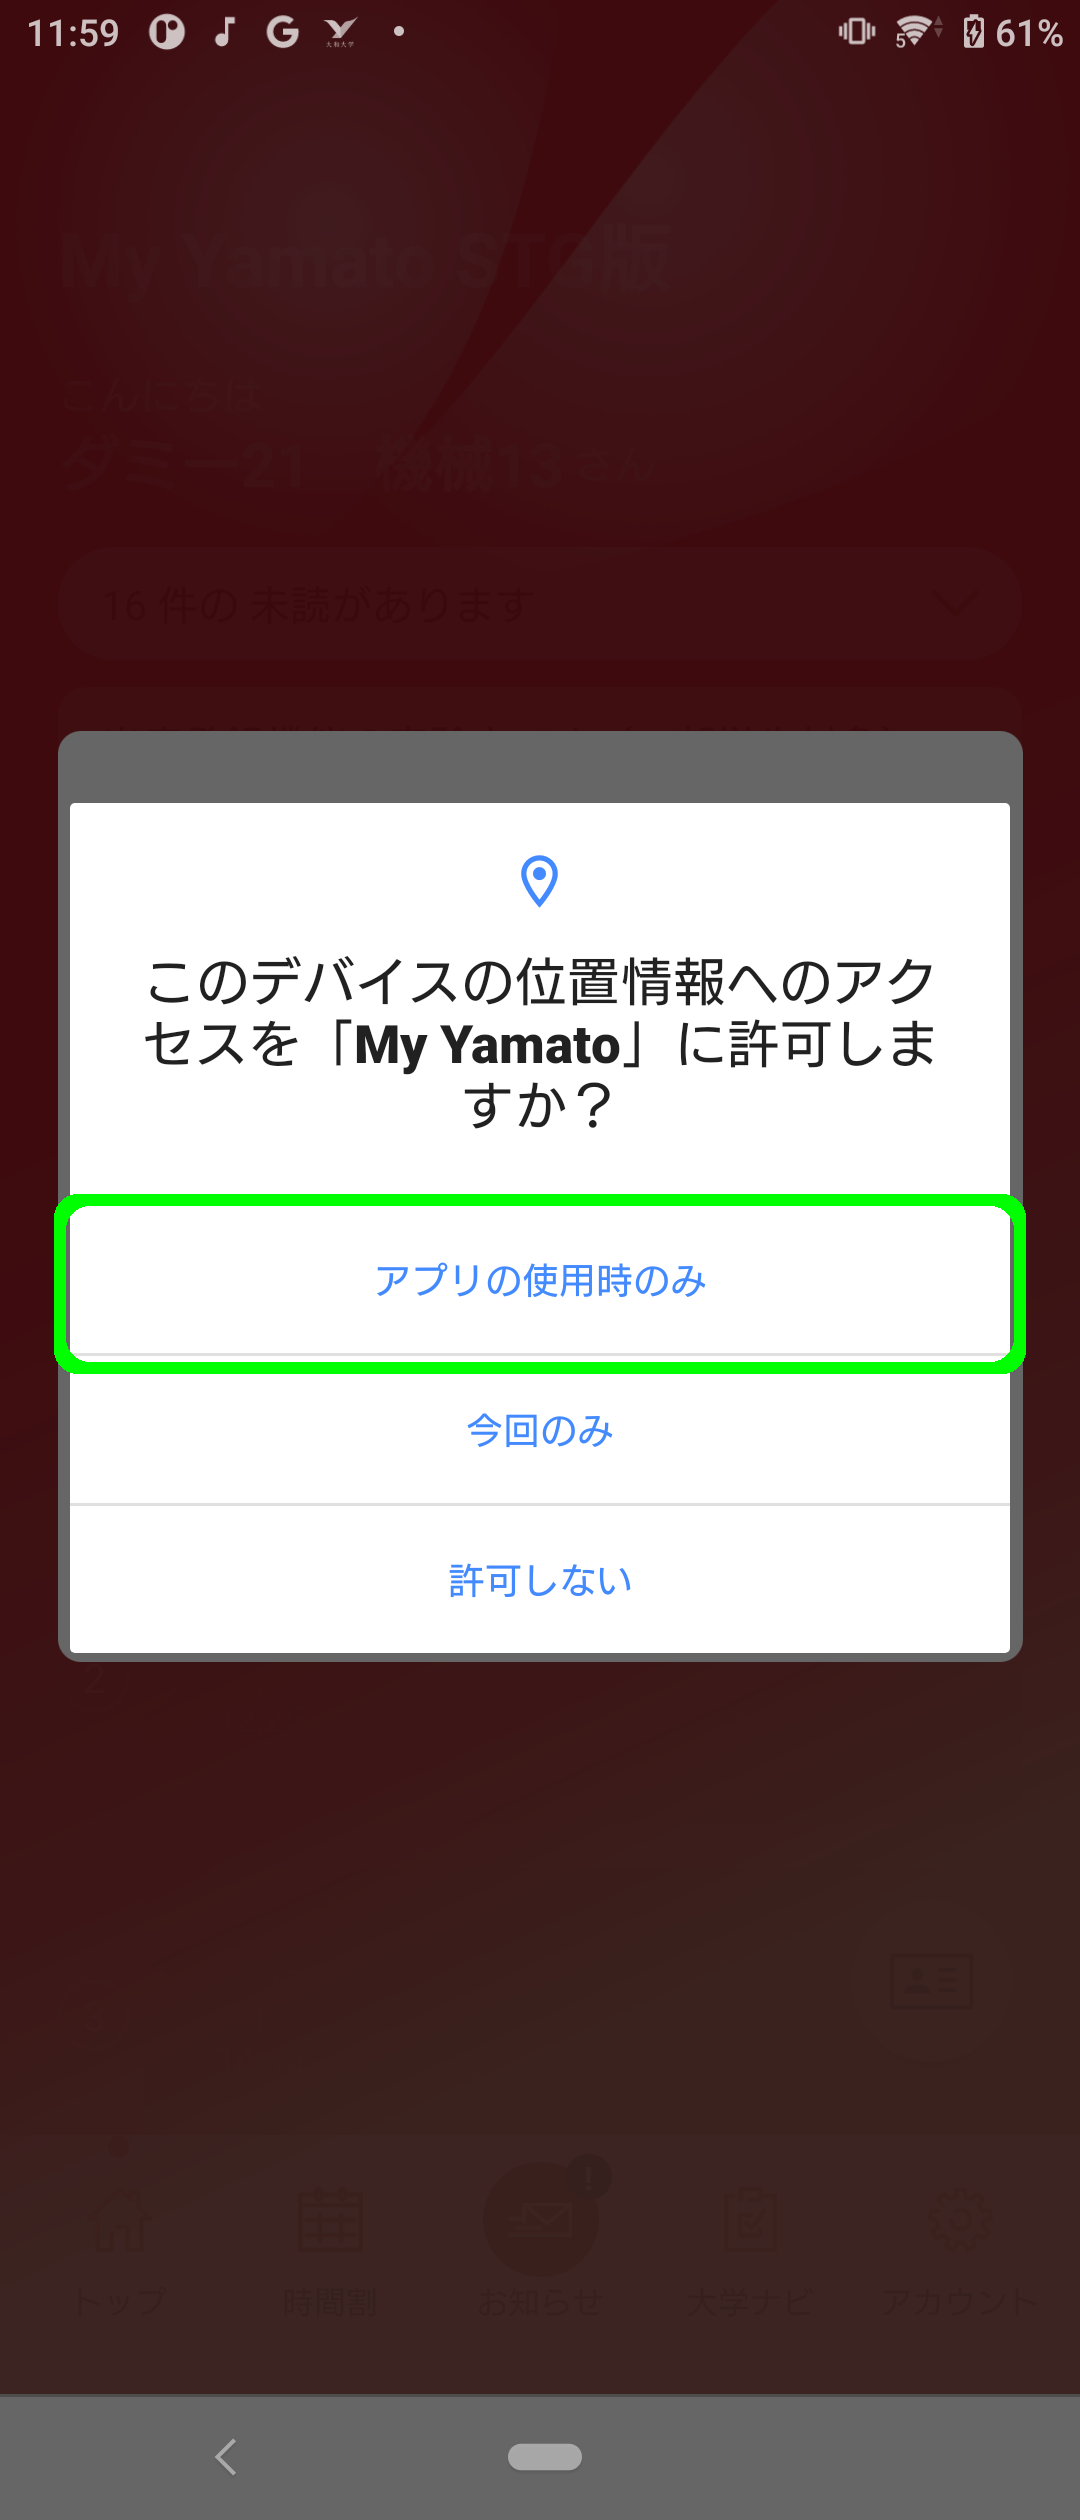 11:59
61%
My Yamato STG版
こんにちは
ダミー21 機械13 さん
16 件の 未読があります
このデバイスの位置情報へのアク
セスを「My Yamato」に許可しま
すか？
アプリの使用時のみ
今回のみ
許可しない
2
トップ 時間割 お知らせ 大学ナビ アカウント